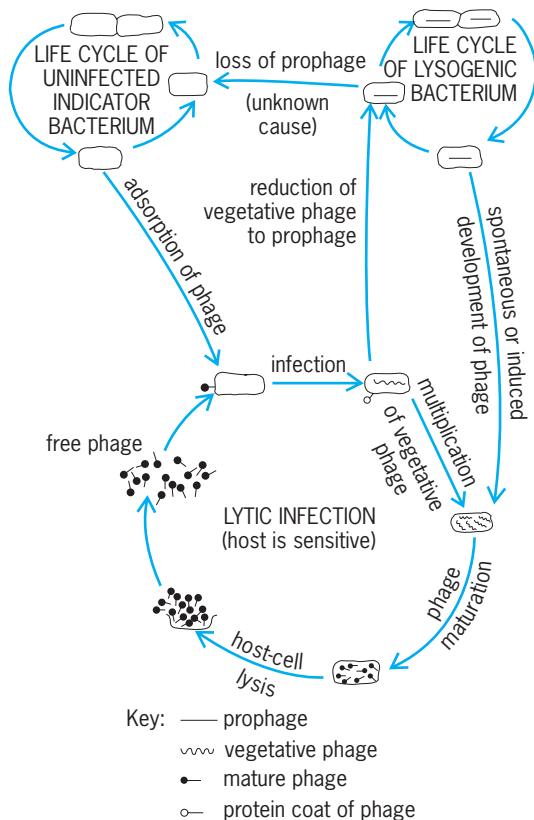 LIFE CYCLE OF
UNINFECTED
INDICATOR
BACTERIUM
loss of prophage
(unknown
cause)
LIFE CYCLE
OF LYSOGENIC
BACTERIUM
reduction of
vegetative phage
to prophage
spontaneous or induced
development of phage
adsorption of phage
infection
multiplication
of vegetative
phage
free phage
LYTIC INFECTION
(host is sensitive)
phage
maturation
host-cell
lysis
Key: prophage
vegetative phage
mature phage
protein coat of phage